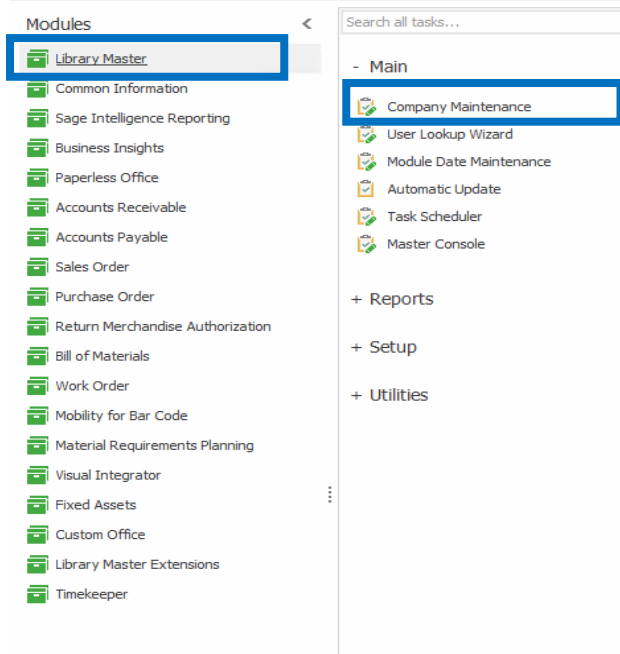 Modules
Library Master
Common Information
Sage Intelligence Reporting
Business Insights
Paperless Office
Accounts Receivable
Accounts Payable
Sales Order
Purchase Order
Return Merchandise Authorization
Bill of Materials
Work Order
Mobility for Bar Code
Material Requirements Planning
Visual Integrator
Fixed Assets
Custom Office
Library Master Extensions
Timekeeper
Search all tasks...
- Main
Company Maintenance
User Lookup Wizard
Module Date Maintenance
Automatic Update
Task Scheduler
Master Console
+ Reports
+ Setup
+ Utilities